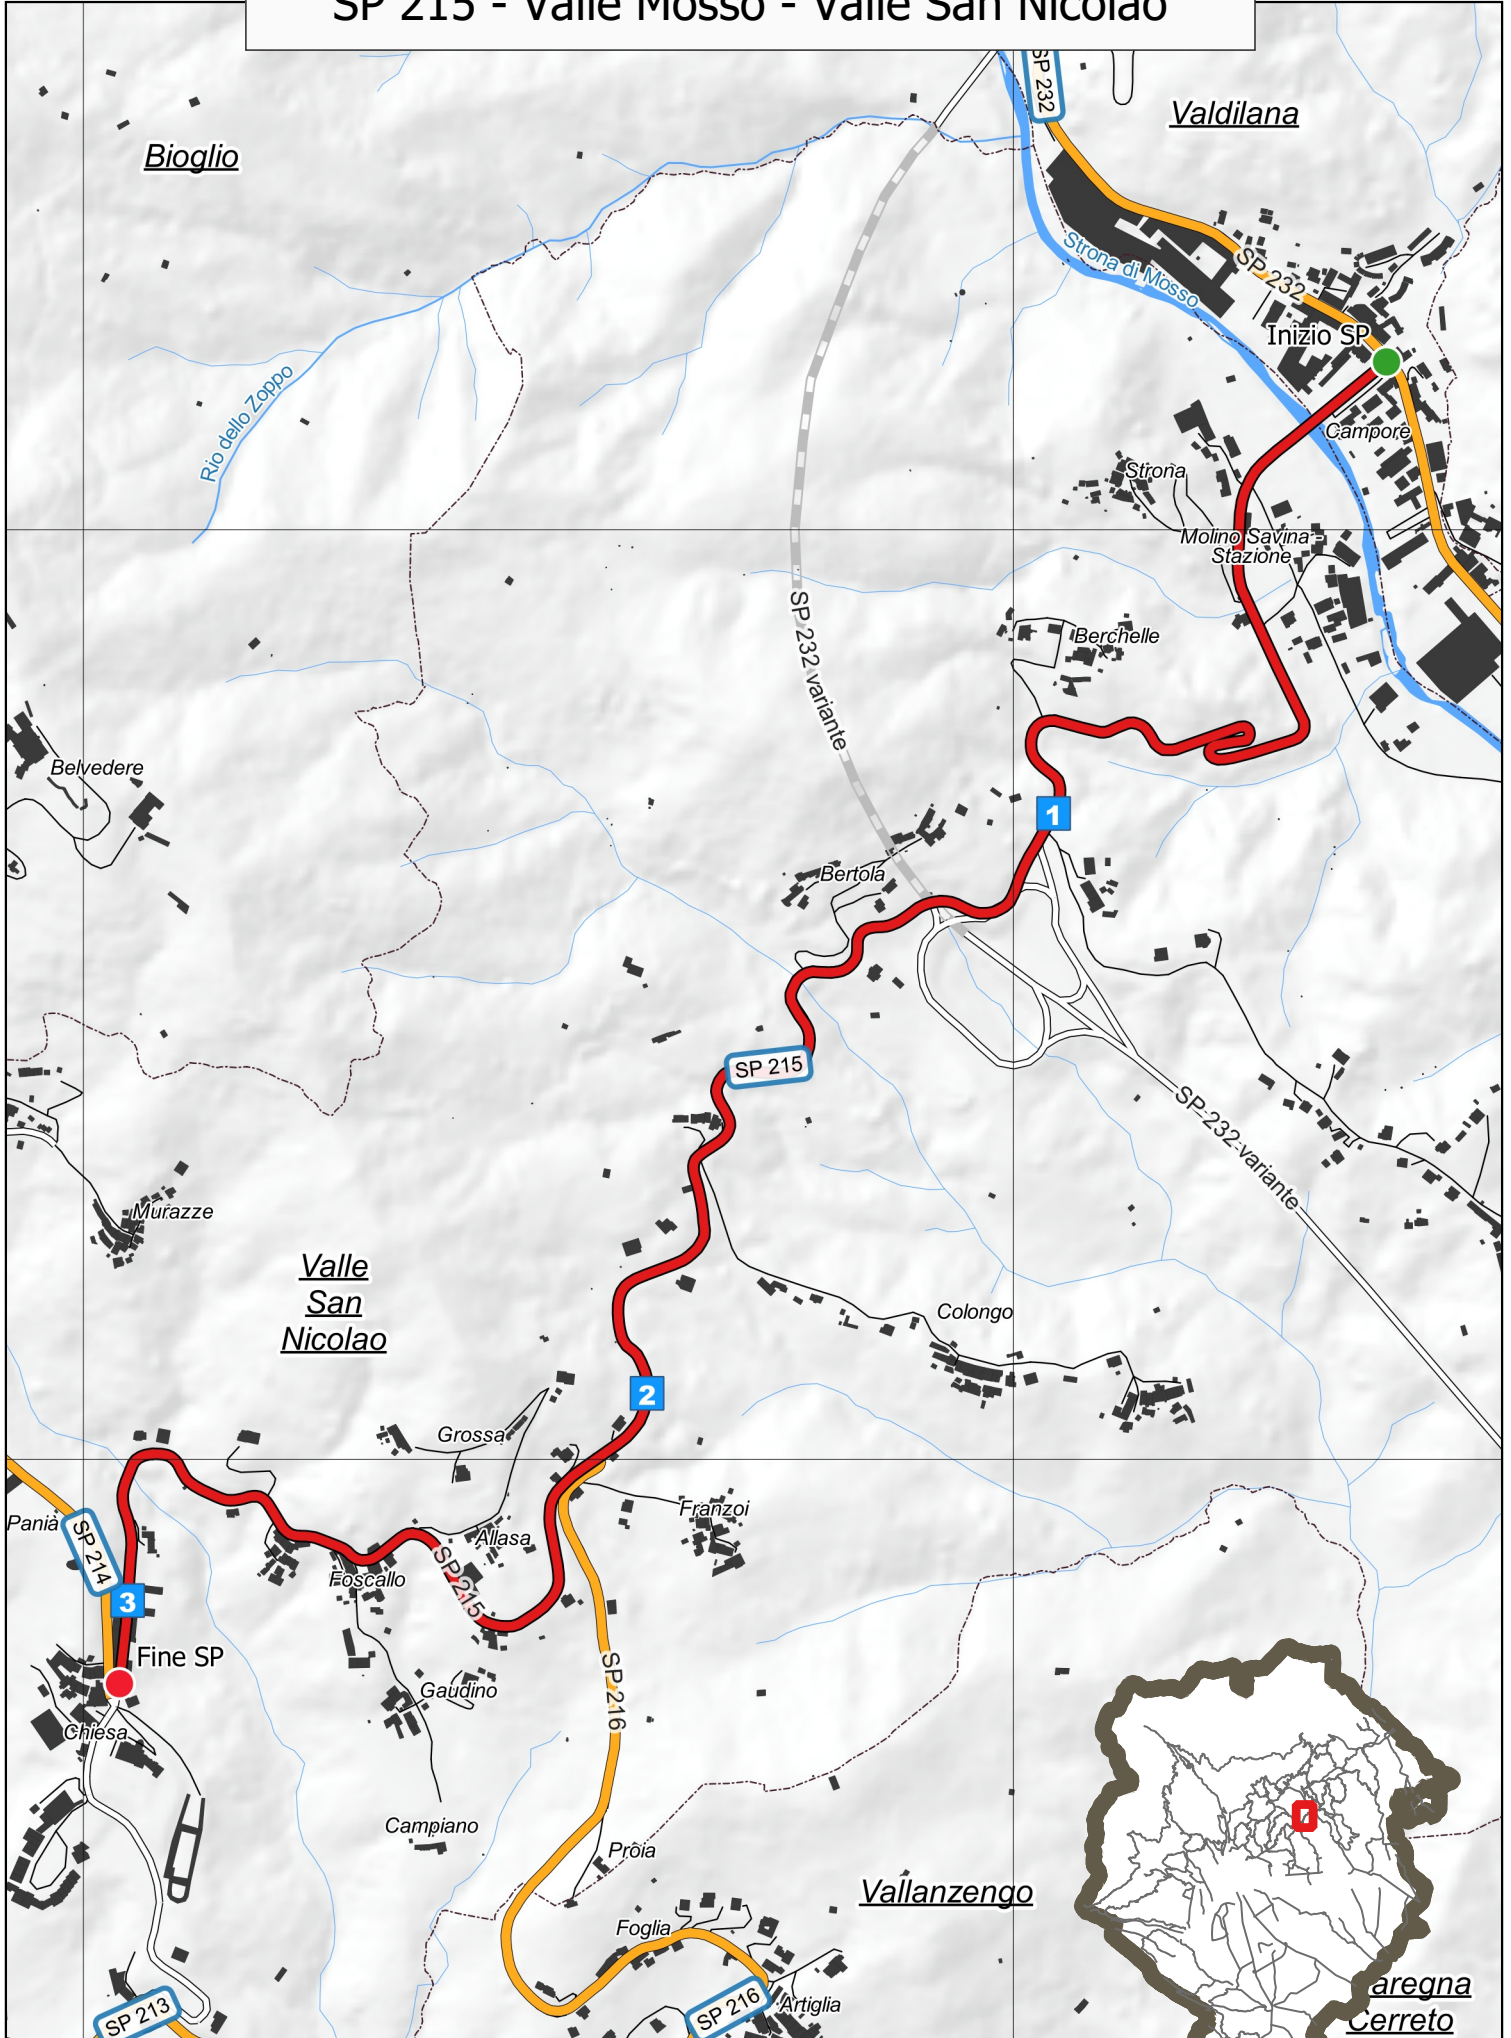 SP 215 - Valle Mosso - Valle San Nicolao
SP 232
Valdilana
Bioglio
Strona di Mosso
SP 232
Inizio SP
Rio dello Zoppo
Campore
Strona
Molino Savina -
Stazione
SP 232 variante
Berchelle
Belvedere
1
Bertola
SP 215
SP 232 variante
Murazze
Valle
San
Nicolao
Colongo
2
Grossa
Franzoi
Pania
SP 214
Allasa
SP 215
Foscallo
3
Fine SP
SP 216
Gaudino
Chiesa
Campiano
Proia
Vallanzengo
Foglia
SP 216
Artiglia
SP 213
aregna
Cerreto